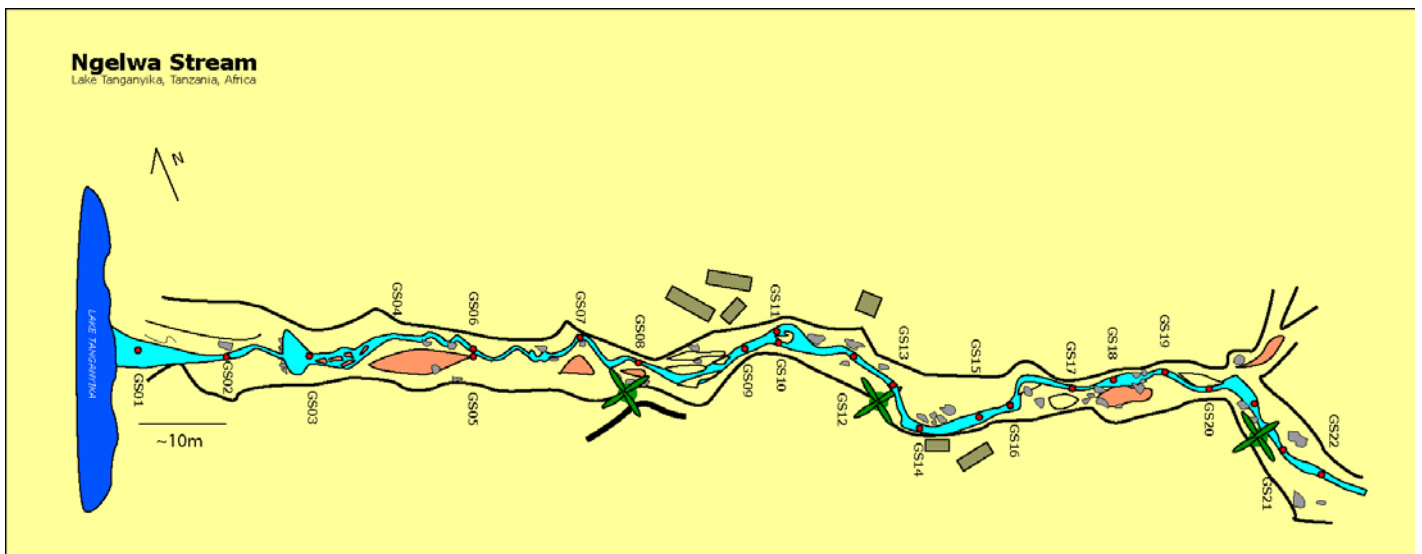 Ngelwa Stream
Lake Tanganyika, Tanzania, Africa
N
LAKE TANGANYIKA
~10m
GS01
GS02
GS03
GS04
GS05
GS06
GS07
GS08
GS09
GS10
GS11
GS12
GS13
GS14
GS15
GS16
GS17
GS18
GS19
GS20
GS21
GS22